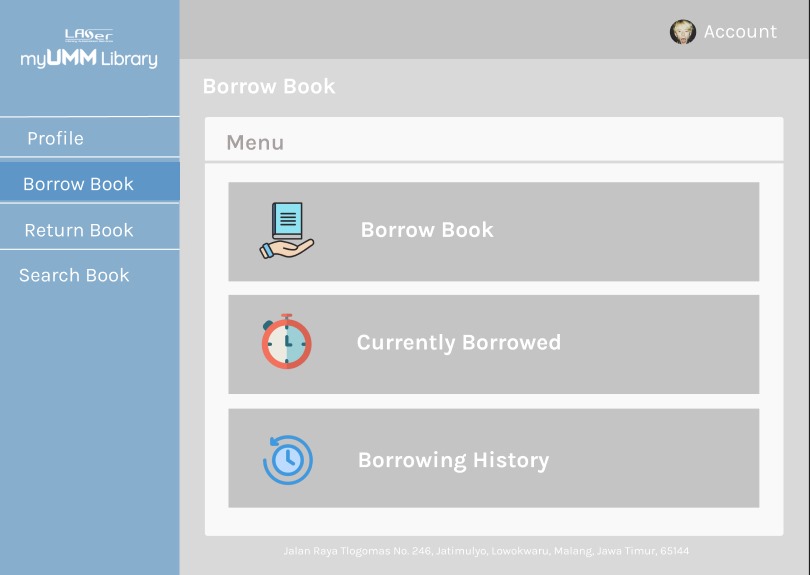 LASer
myUMM Library
Account
Borrow Book
Profile
Borrow Book
Return Book
Search Book
Menu
Borrow Book
Currently Borrowed
Borrowing History
Jalan Raya Tlogomas No. 246, Jatimulyo, Lowokwaru, Malang, Jawa Timur, 65144